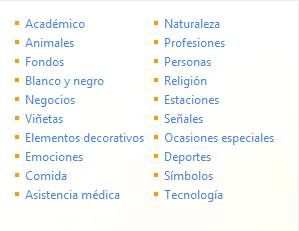 Académico
Animales
Fondos
Blanco y negro
Negocios
Viñetas
Elementos decorativos
Emociones
Comida
Asistencia médica
Naturaleza
Profesiones
Personas
Religión
Estaciones
Señales
Ocasiones especiales
Deportes
Símbolos
Tecnología